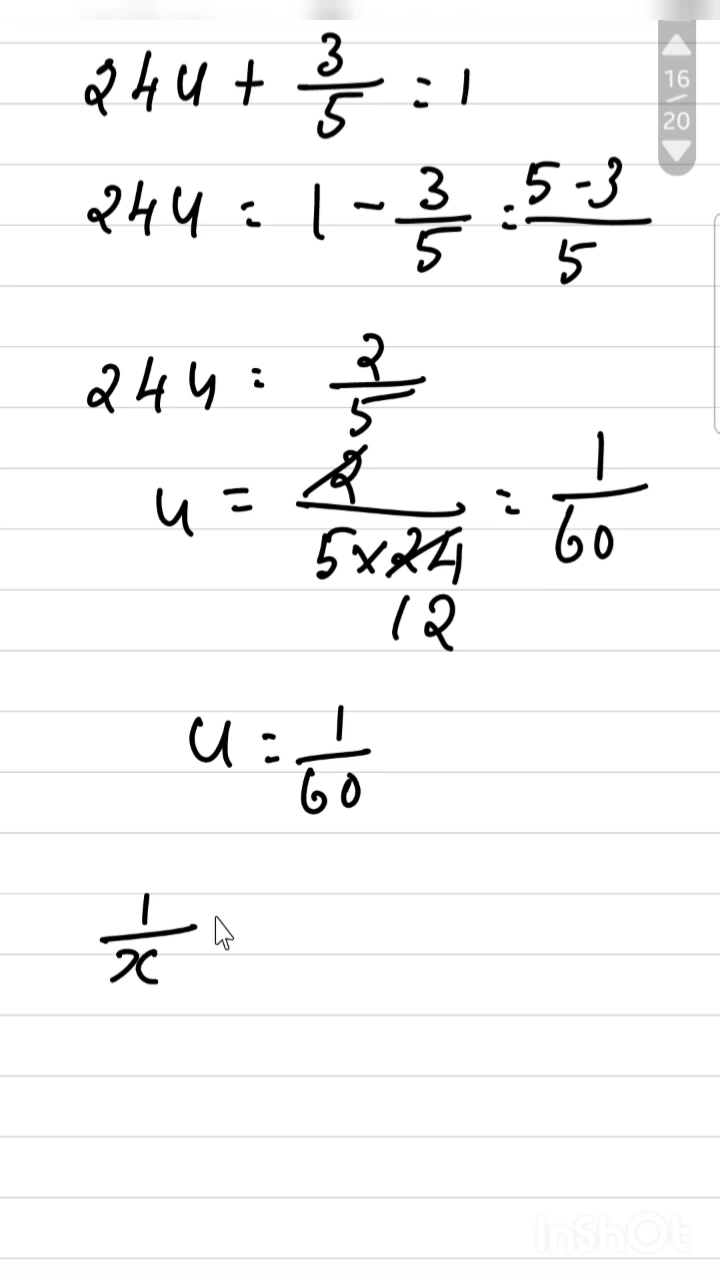 16
20
24u + 3/5 = 1
24u = 1 - 3/5 = 5-3/5
24u = 2/5
u = 2/5×24 = 1/60
12
u = 1/60
1/x
InShOt